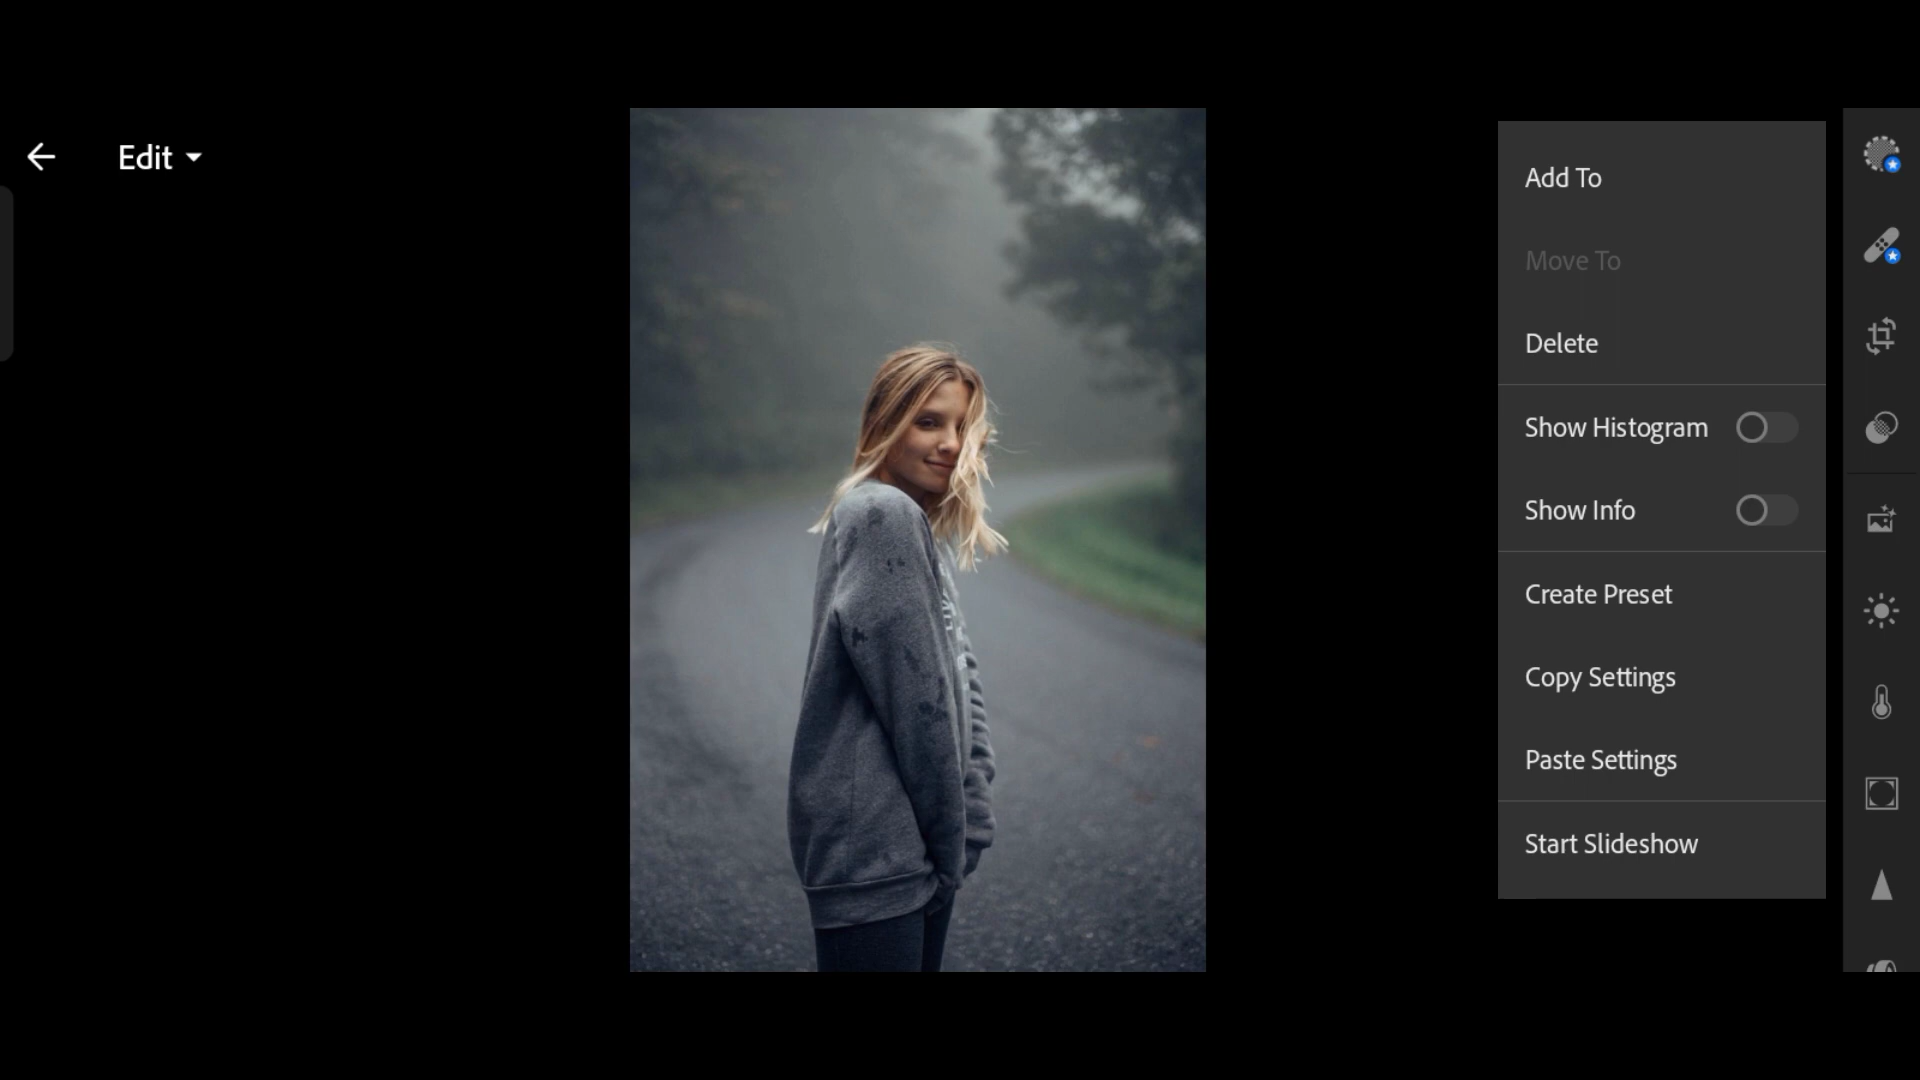 Edit
Add To
Move To
Delete
Show Histogram
Show Info
Create Preset
Copy Settings
Paste Settings
Start Slideshow